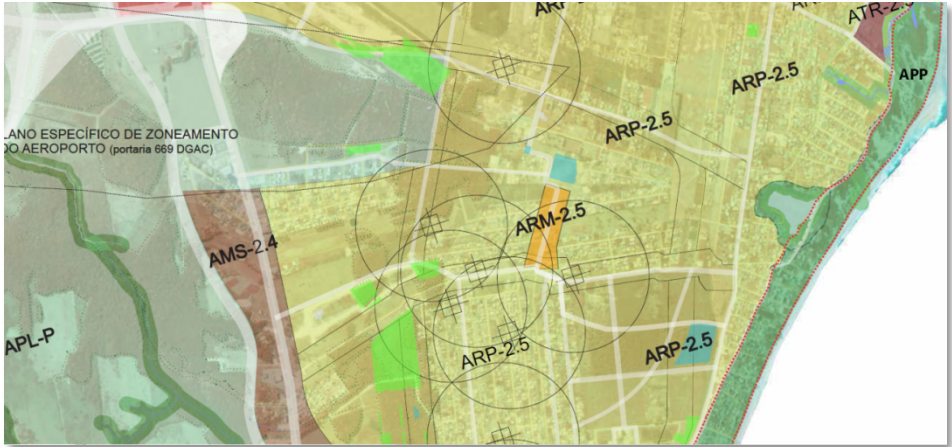 ATR-2.5
APP
ARP-2.5
ARP-2.5
LANO ESPECÍFICO DE ZONEAMENTO
DO AEROPORTO (portaria 669 DGAC)
ARM-2.5
AMS-2.4
APL-P
ARP-2.5
ARP-2.5